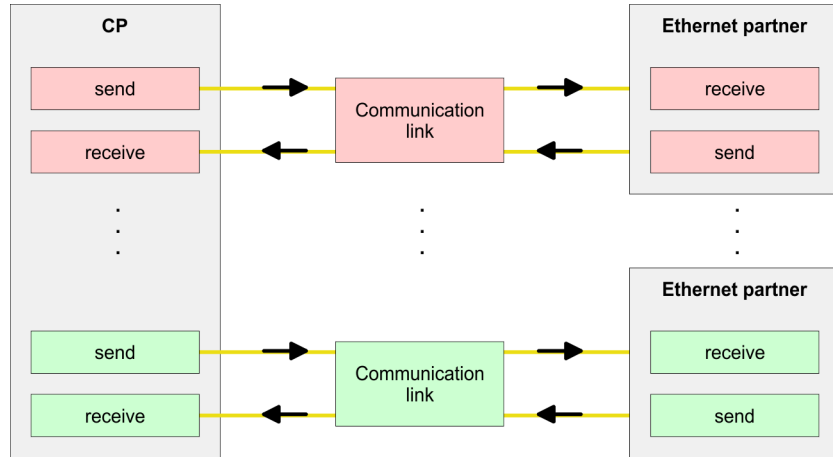 CP
Ethernet partner
send
receive
Communication
link
receive
send
.
.
.
.
.
.
.
.
.
Ethernet partner
send
receive
Communication
link
receive
send